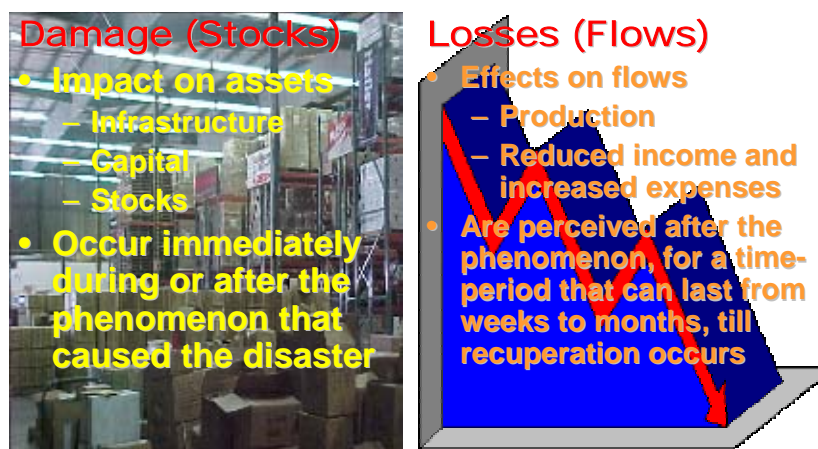 Damage (Stocks)
• Impact on assets
– Infrastructure
– Capital
– Stocks
• Occur immediately
during or after the
phenomenon that
caused the disaster
Losses (Flows)
• Effects on flows
– Production
– Reduced income and
increased expenses
• Are perceived after the
phenomenon, for a time-
period that can last from
weeks to months, till
recuperation occurs